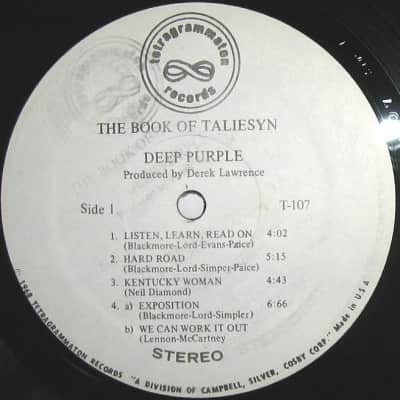 tetragrammaton
records
THE BOOK OF TALIESYN
DEEP PURPLE
Produced by Derek Lawrence
Side 1 T-107
1. LISTEN, LEARN, READ ON 4:02
(Blackmore-Lord-Evans-Paice)
2. HARD ROAD 5:15
(Blackmore-Lord-Simper-Paice)
3. KENTUCKY WOMAN 4:43
(Neil Diamond)
4. a) EXPOSITION 6:66
(Blackmore-Lord-Simpler)
b) WE CAN WORK IT OUT
(Lennon-McCartney
STEREO
© 1968 TETRAGRAMMATON RECORDS "A DIVISION OF CAMPBELL, SILVER, COSBY CORP." Made in U.S.A